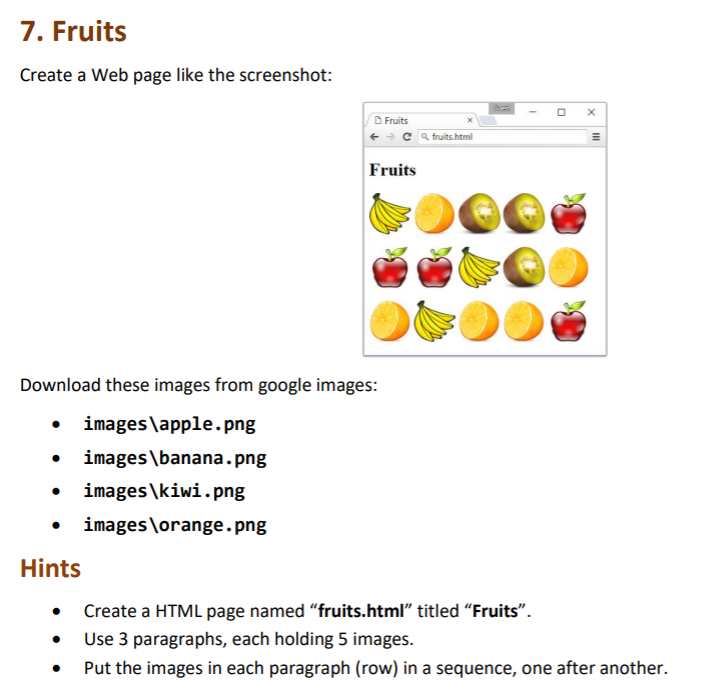 7. Fruits
Create a Web page like the screenshot:
Fruits
fruits.html
Fruits
Download these images from google images:
• images\apple.png
• images\banana.png
• images\kiwi.png
• images\orange.png
Hints
• Create a HTML page named “fruits.html” titled “Fruits”.
• Use 3 paragraphs, each holding 5 images.
• Put the images in each paragraph (row) in a sequence, one after another.